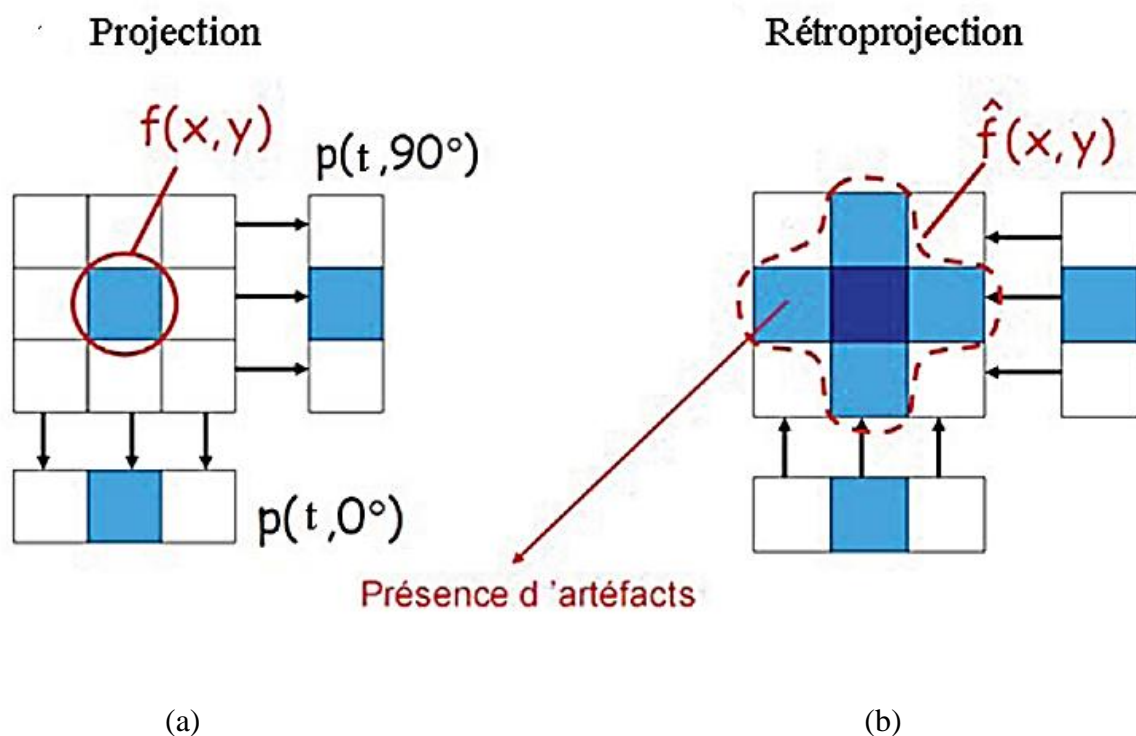 Projection
Rétroprojection
f(x,y)
p(t,90°)
f̂(x,y)
p(t,0°)
Présence d 'artéfacts
(a)
(b)